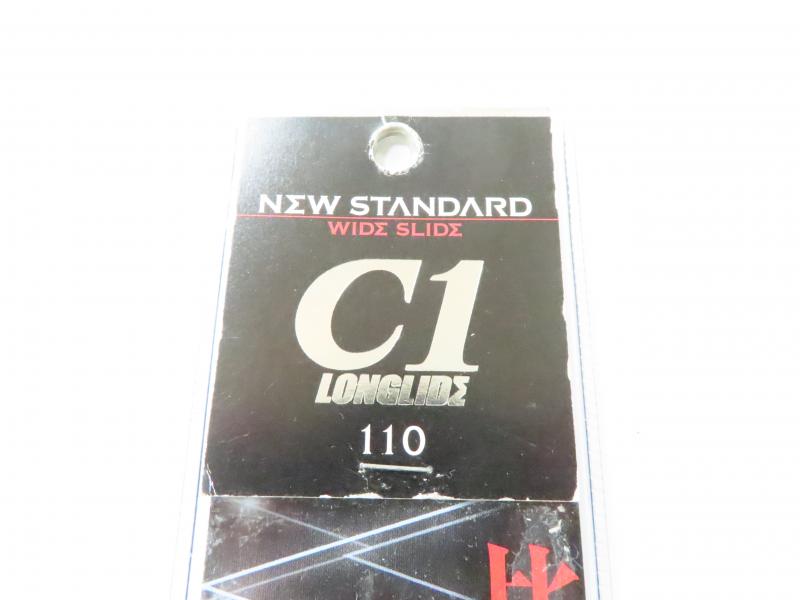 NEW STANDARD
WIDE SLIDE
C1
LONGLIDE
110